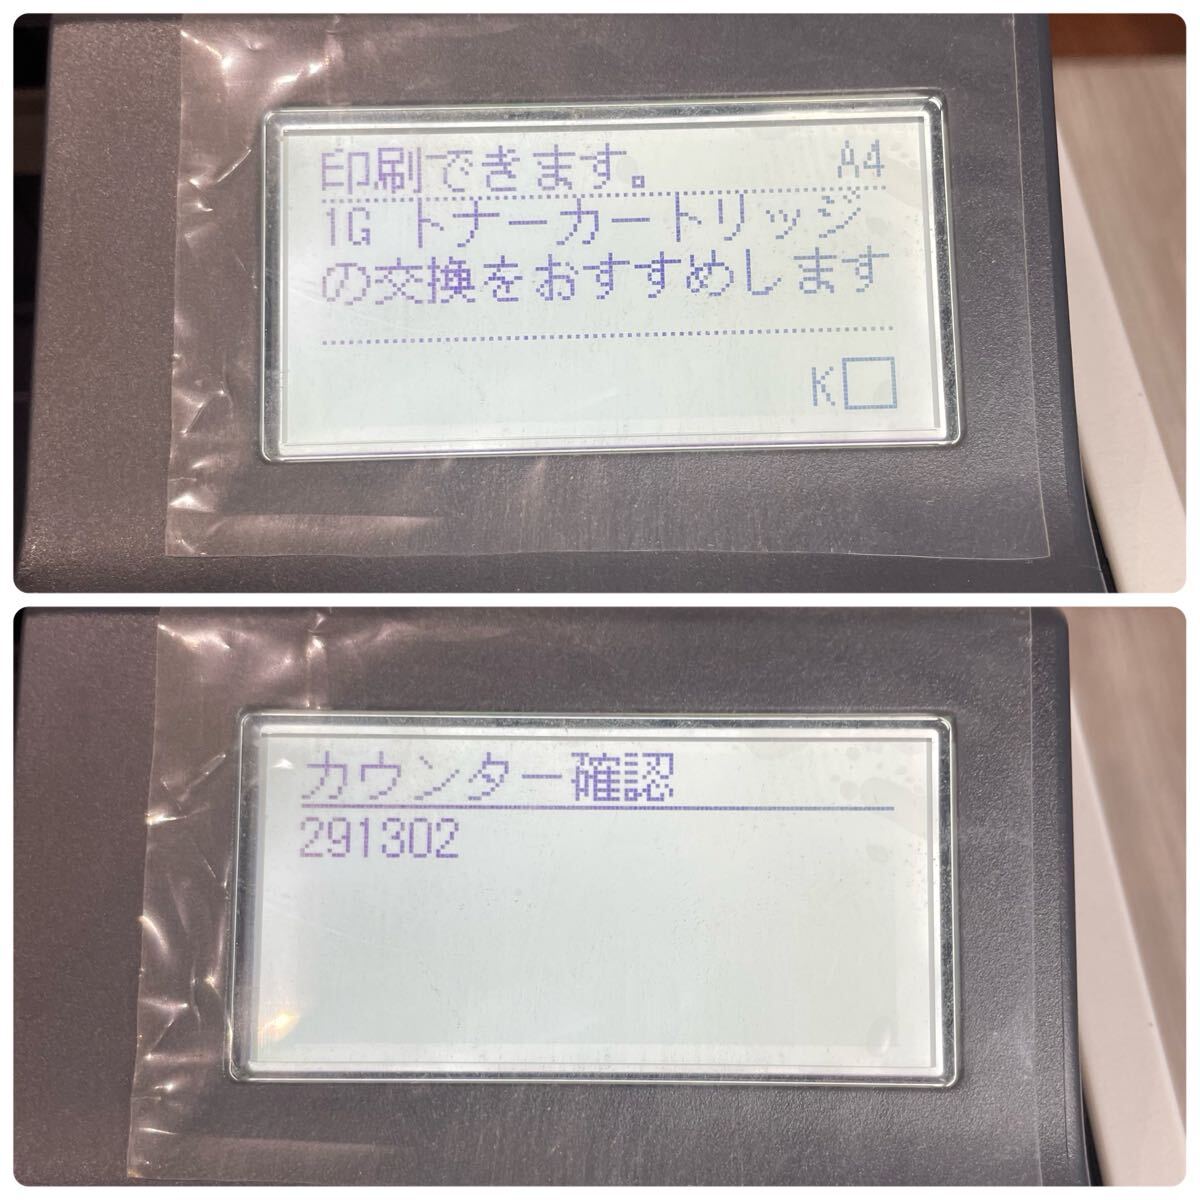 印刷できます。 A4
1G トナーカートリッジ
の交換をおすすめします
K
カウンター確認
291302